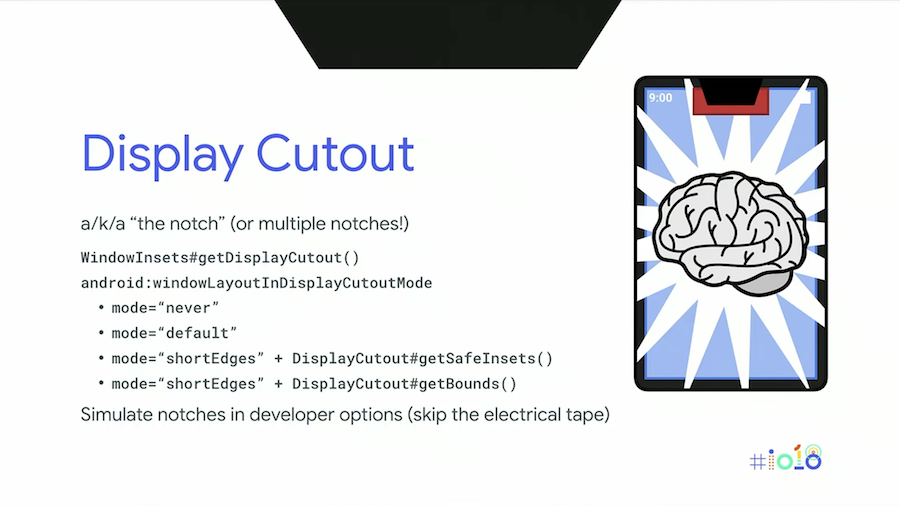 9:00
Display Cutout
a/k/a “the notch” (or multiple notches!)
WindowInsets#getDisplayCutout()
android:windowLayoutInDisplayCutoutMode
• mode=“never”
• mode=“default”
• mode=“shortEdges” + DisplayCutout#getSafeInsets()
• mode=“shortEdges” + DisplayCutout#getBounds()
Simulate notches in developer options (skip the electrical tape)
#io18